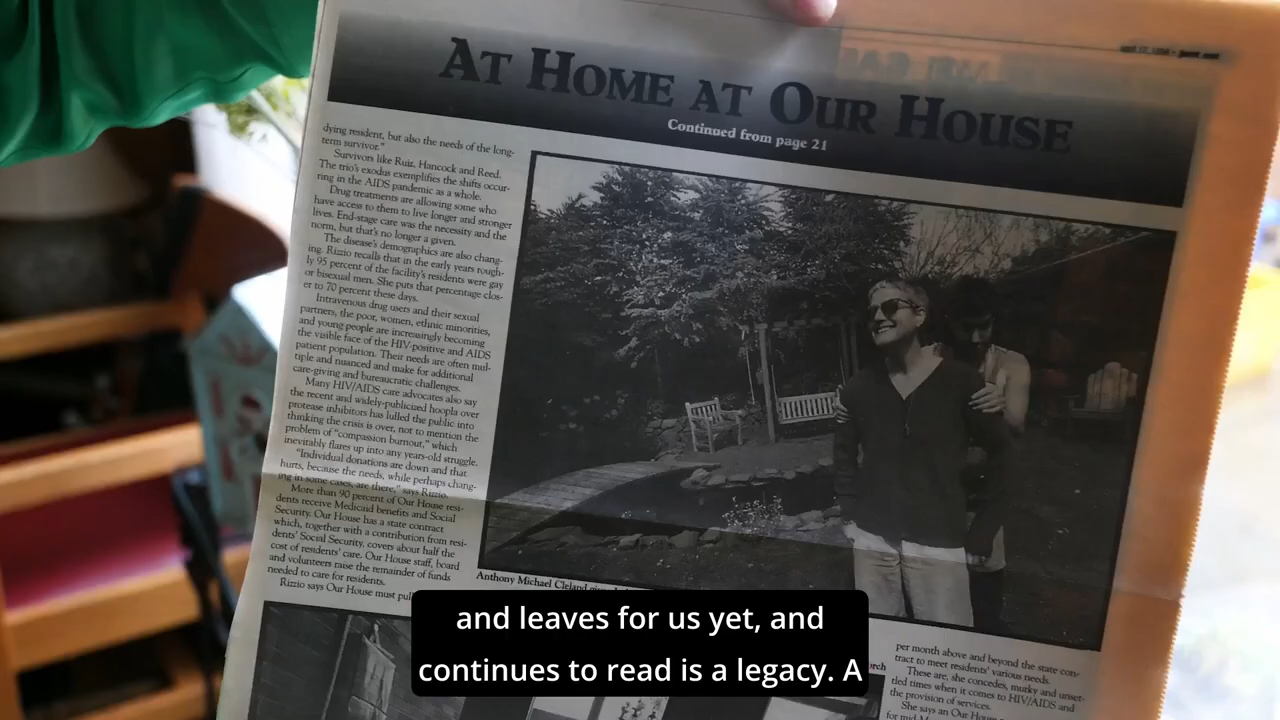 AT HOME AT OUR HOUSE
Continued from page 21
dying resident, but also the needs of the long-
term survivor."
Survivors like Ruiz, Hancock and Reed.
The trio's exodus exemplifies the shifts occur-
ring in the AIDS pandemic as a whole.
Drug treatments are allowing some who
have access to them to live longer and stronger
lives. End-stage care was the necessity and the
norm, but that's no longer a given.
The disease's demographics are also chang-
ing. Rizzio recalls that in the early years rough-
ly 95 percent of the facility's residents were gay
or bisexual men. She puts that percentage clos-
er to 70 percent these days.
Intravenous drug users and their sexual
partners, the poor, women, ethnic minorities,
and young people are increasingly becoming
the visible face of the HIV-positive and AIDS
patient population. Their needs are often mul-
tiple and nuanced and make for additional
care-giving and bureaucratic challenges.
Many HIV/AIDS care advocates also say
the recent and widely-publicized hoopla over
protease inhibitors has lulled the public into
thinking the crisis is over, not to mention the
problem of "compassion burnout," which
inevitably flares up into any years-old struggle.
"Individual donations are down and that
hurts, because the needs, while perhaps chang-
ing in some cases, are there," says Rizzio.
More than 90 percent of Our House resi-
dents receive Medicaid benefits and Social
Security. Our House has a state contract
which, together with a contribution from resi-
dents' Social Security, covers about half the
cost of residents' care. Our House staff, board
and volunteers raise the remainder of funds
needed to care for residents.
Rizzio says Our House must
Anthony Michael Cleland
per month above and beyond the state con-
tract to meet residents' various needs.
These are, she concedes, murky and unset-
tled times when it comes to HIV/AIDS and
the provision of services.
She says an Our House
and leaves for us yet, and
continues to read is a legacy. A